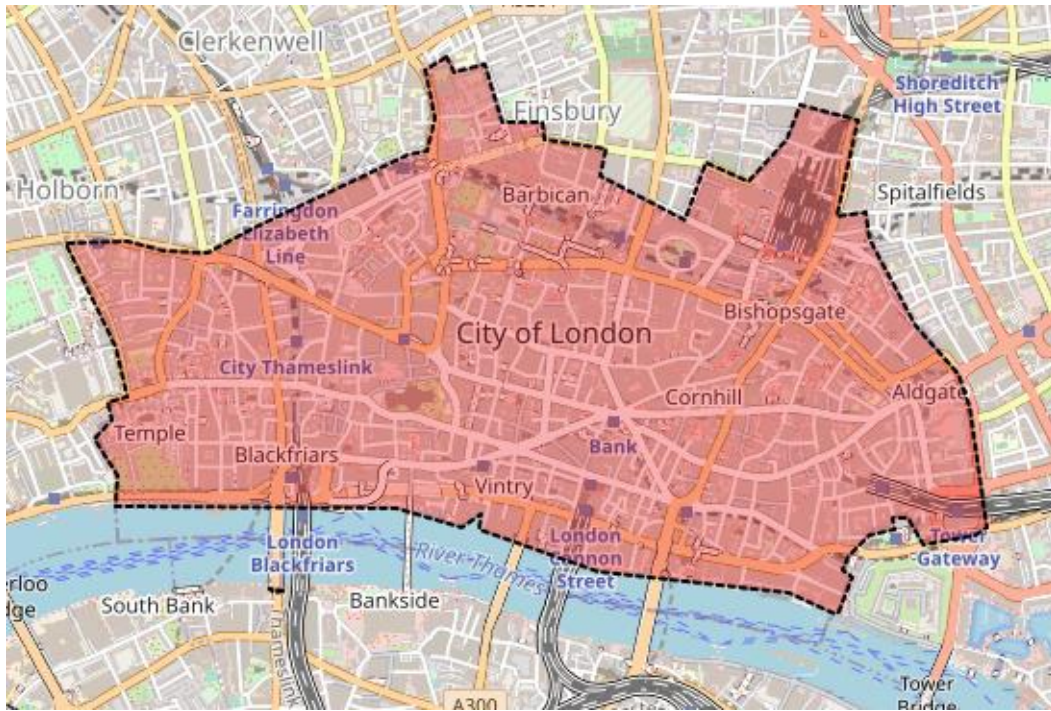 Clerkenwell
Shoreditch
High Street
Finsbury
Holborn
Barbican
Spitalfields
Farringdon
Elizabeth
Line
Bishopsgate
City of London
City Thameslink
Cornhill
Aldgate
Temple
Blackfriars
Bank
Vintry
London
Blackfriars
River Thames
London
Cannon
Street
Tower
Gateway
South Bank
Bankside
Thameslink
A300
Tower
Bridge